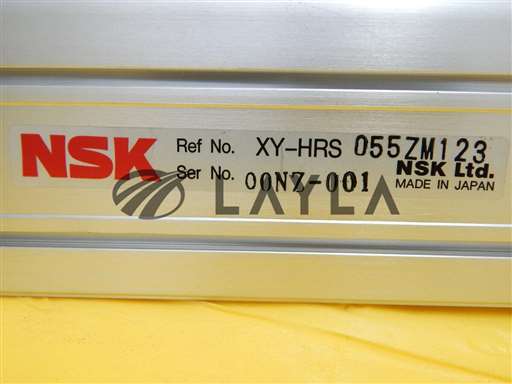 NSK Ref No. XY-HRS 055ZM123
Ser No. 00NZ-001 NSK Ltd.
MADE IN JAPAN
LAYLA